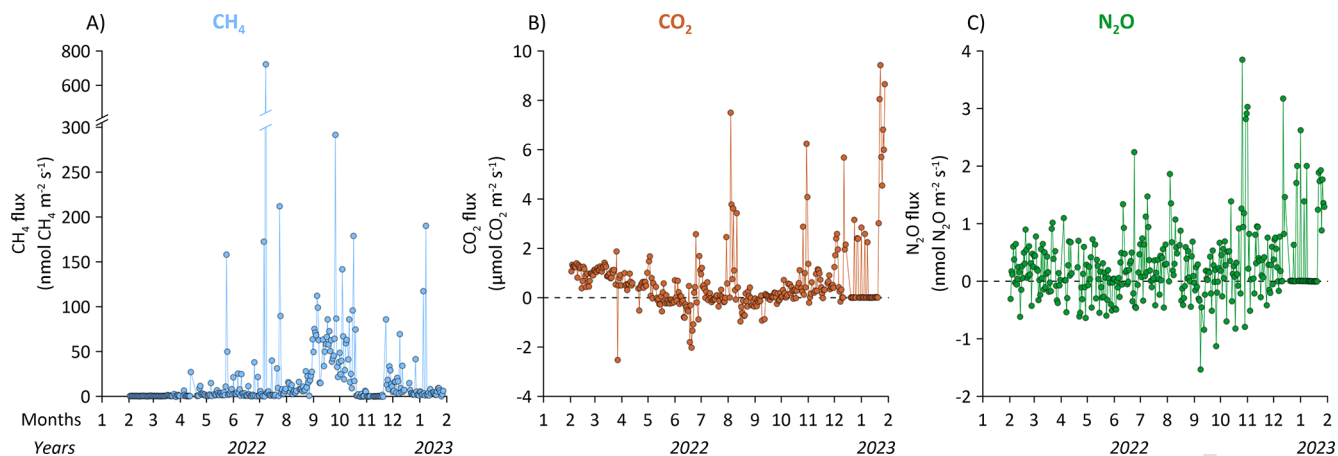 A) CH₄
800
600
300
250
200
150
100
50
0
CH₄ flux
(nmol CH₄ m⁻² s⁻¹)
Months 1 2 3 4 5 6 7 8 9 10 11 12 1 2
Years 2022 2023
B) CO₂
10
8
6
4
2
0
-2
-4
CO₂ flux
(µmol CO₂ m⁻² s⁻¹)
1 2 3 4 5 6 7 8 9 10 11 12 1 2
2022 2023
C) N₂O
4
3
2
1
0
-1
-2
N₂O flux
(nmol N₂O m⁻² s⁻¹)
1 2 3 4 5 6 7 8 9 10 11 12 1 2
2022 2023